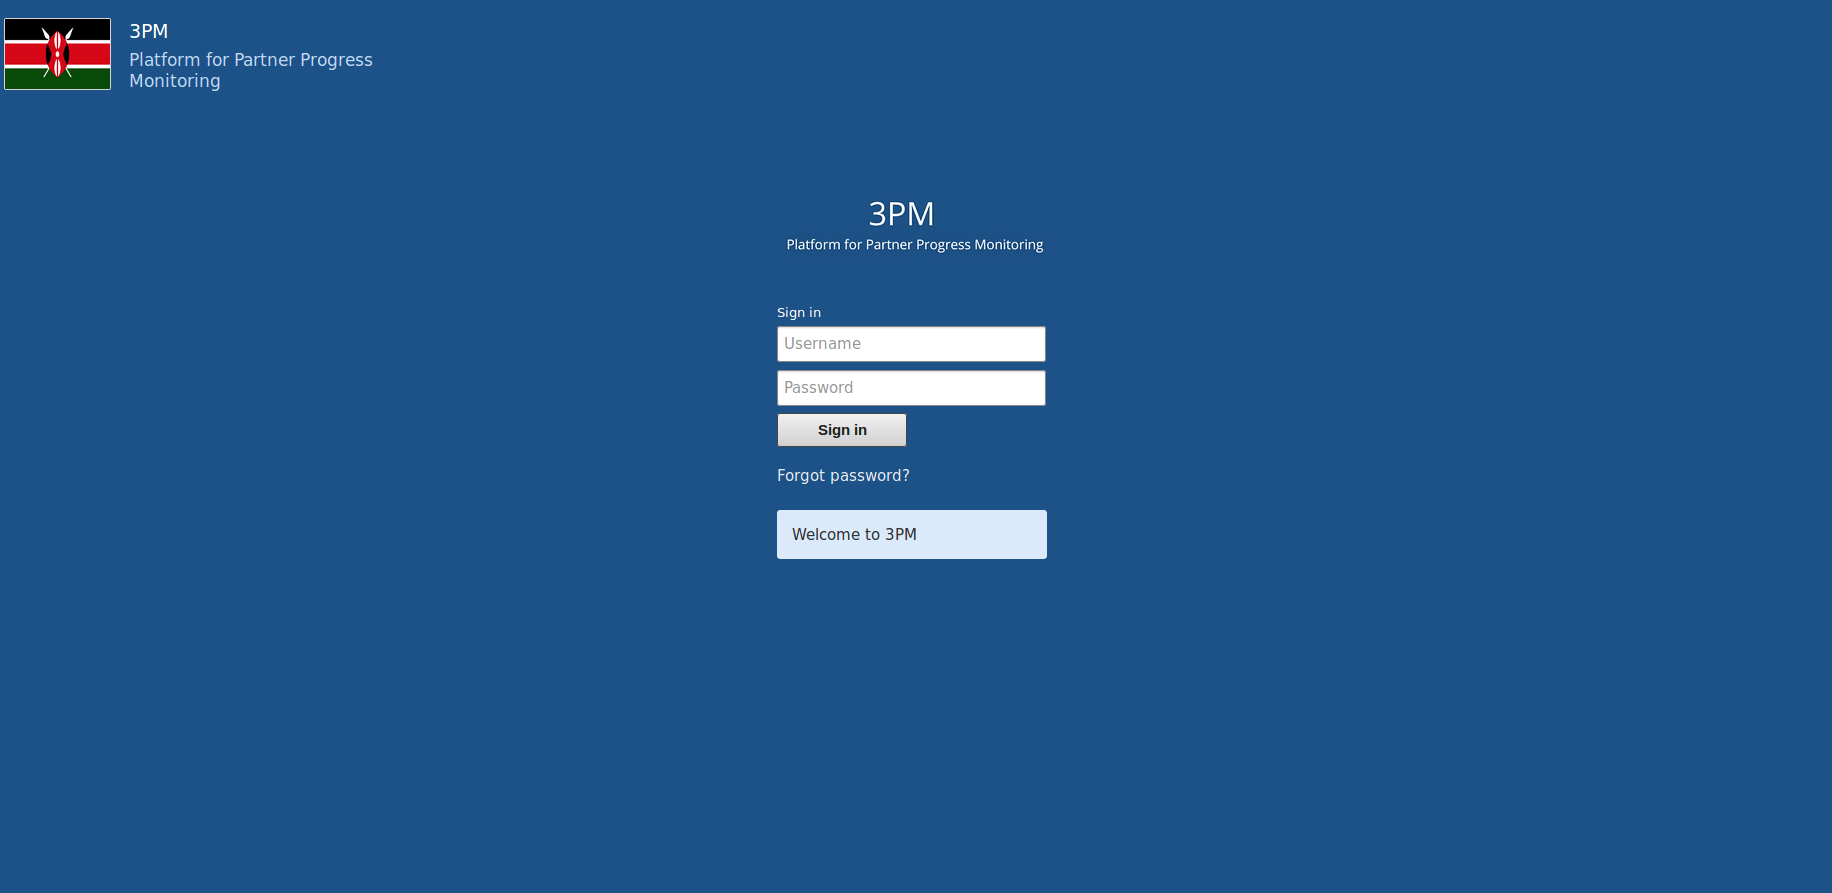 3PM
Platform for Partner Progress
Monitoring
3PM
Platform for Partner Progress Monitoring
Sign in
Username
Password
Sign in
Forgot password?
Welcome to 3PM